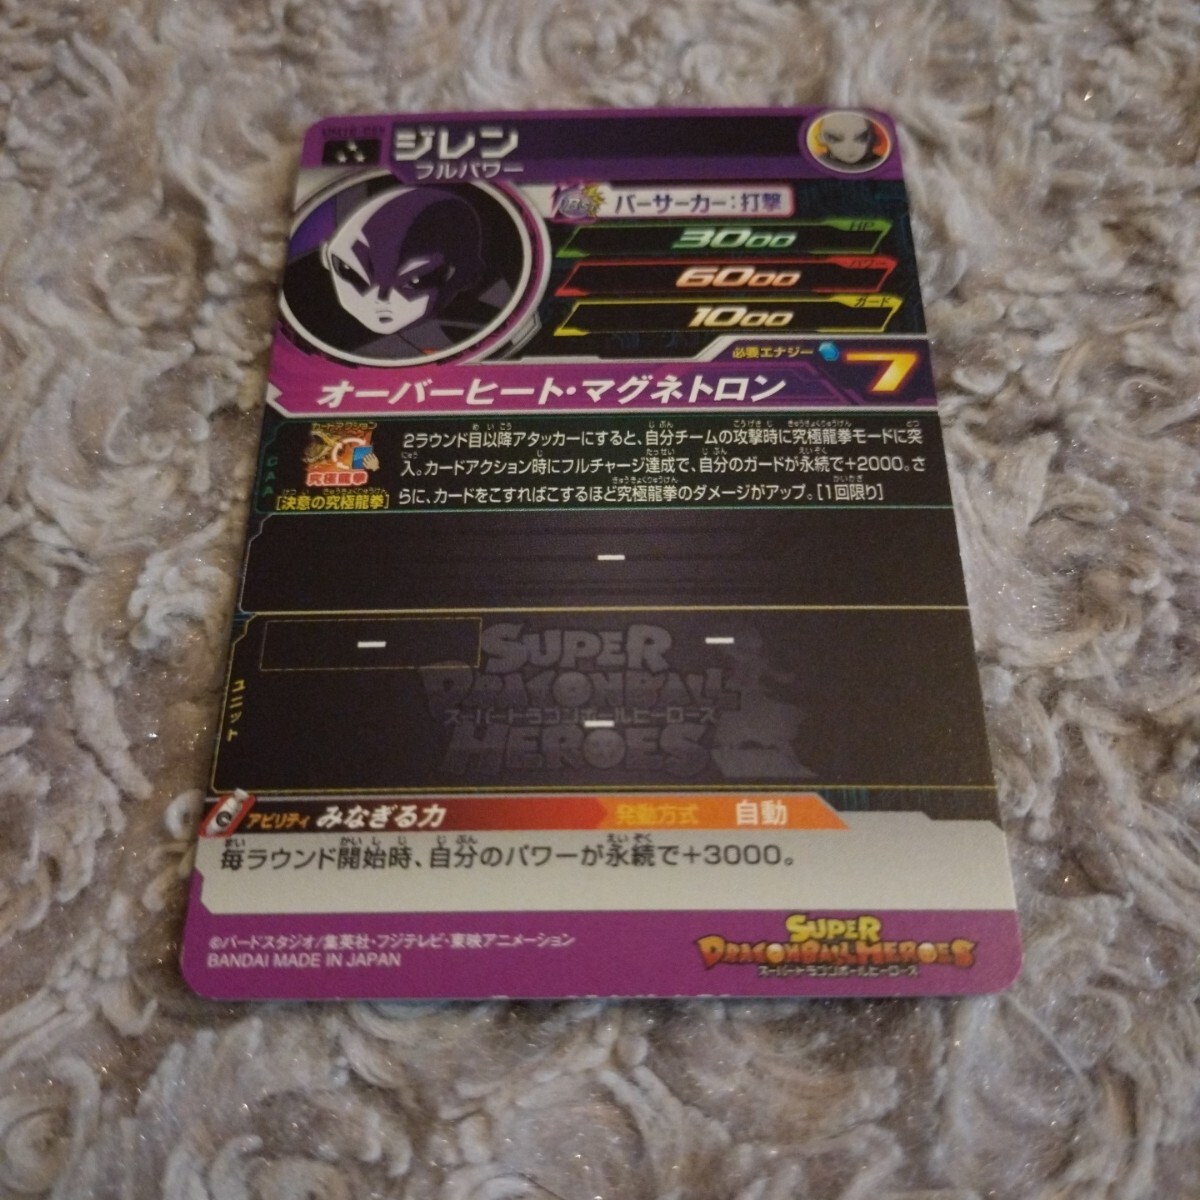 ジレン
フルパワー
バーサーカー:打撃
HP
3000
パワー
6000
ガード
1000
必要エナジー 7
オーバーヒート・マグネトロン
カードアクション
究極龍拳
[決意の究極龍拳]
CAA
2ラウンド目以降アタッカーにすると、自分チームの攻撃時に究極龍拳モードに突
入。カードアクション時にフルチャージ達成で、自分のガードが永続で+2000。さ
らに、カードをこすればこするほど究極龍拳のダメージがアップ。[1回限り]
ー
ユニット
ー
ー
ー
SUPER
DRAGONBALL
スーパードラゴンボールヒーローズ
HEROES
アビリティ みなぎる力 発動方式 自動
毎ラウンド開始時、自分のパワーが永続で+3000。
©バードスタジオ/集英社・フジテレビ・東映アニメーション
BANDAI MADE IN JAPAN
SUPER
DRAGONBALL HEROES
スーパードラゴンボールヒーローズ